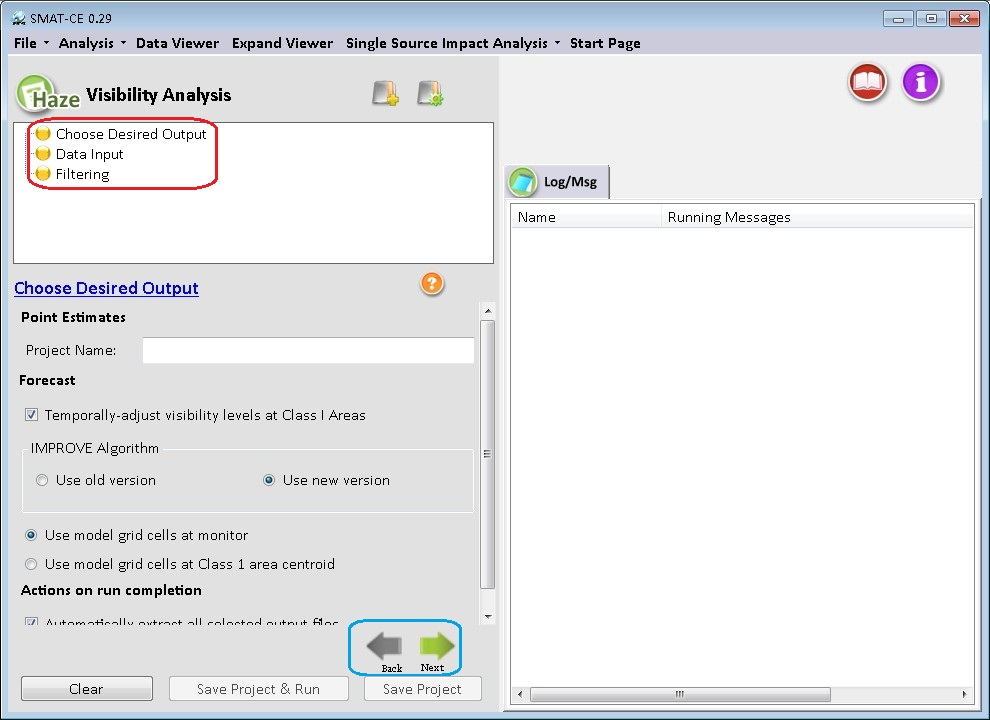 SMAT-CE 0.29
File Analysis Data Viewer Expand Viewer Single Source Impact Analysis Start Page
Haze Visibility Analysis
Choose Desired Output
Data Input
Filtering
Log/Msg
Name Running Messages
Choose Desired Output ?
Point Estimates
Project Name:
Forecast
Temporally-adjust visibility levels at Class I Areas
IMPROVE Algorithm
Use old version Use new version
Use model grid cells at monitor
Use model grid cells at Class 1 area centroid
Actions on run completion
Automatically extract all selected output files
Back Next
Clear Save Project & Run Save Project